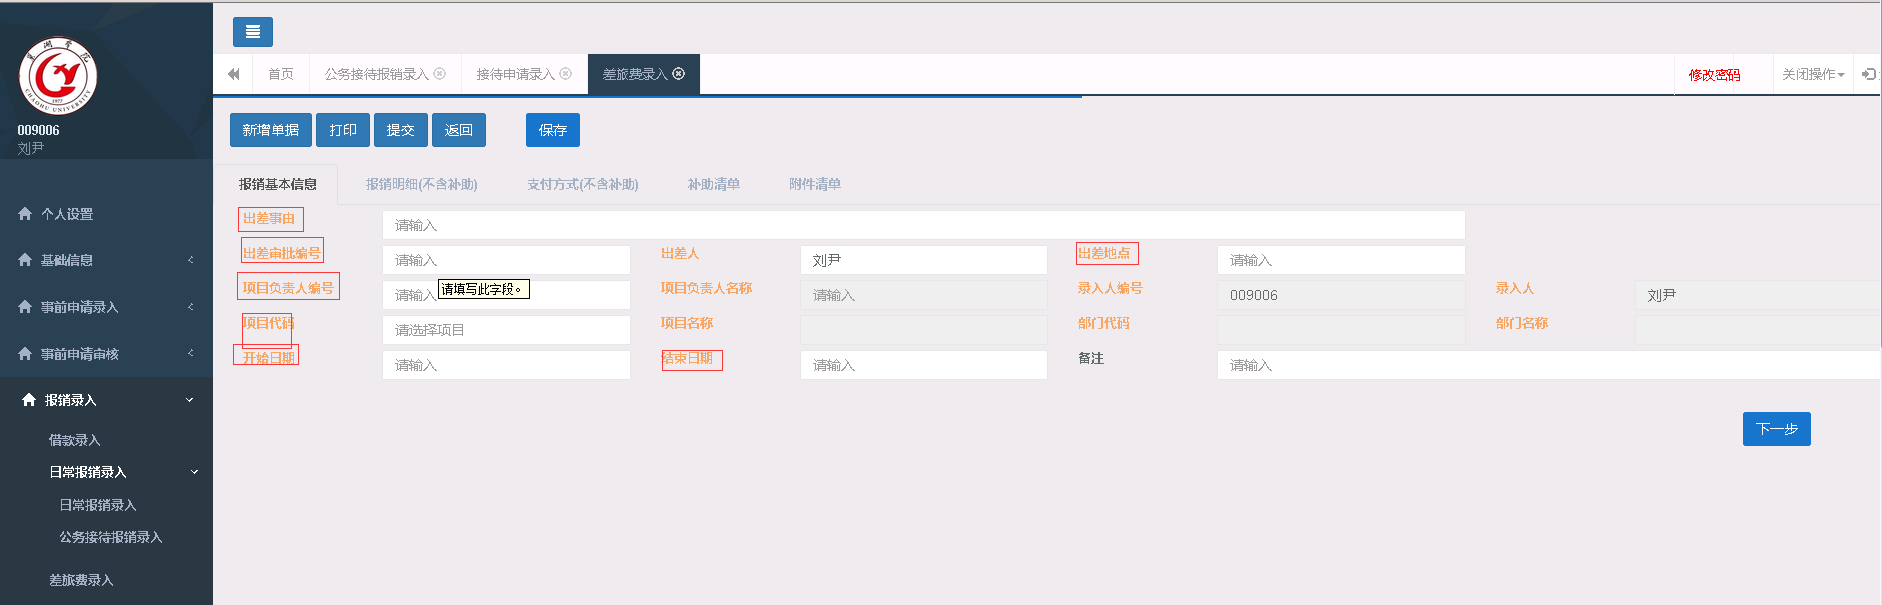 巢湖学院
1977
CHAOHU UNIVERSITY
009006
刘尹
个人设置
基础信息
事前申请录入
事前申请审核
报销录入
借款录入
日常报销录入
日常报销录入
公务接待报销录入
差旅费录入
首页
公务接待报销录入
接待申请录入
差旅费录入
修改密码
关闭操作
新增单据
打印
提交
返回
保存
报销基本信息
报销明细(不含补助)
支付方式(不含补助)
补助清单
附件清单
出差事由
请输入
出差审批编号
请输入
出差人
刘尹
出差地点
请输入
项目负责人编号
请输入
请填写此字段。
项目负责人名称
请输入
录入人编号
009006
录入人
刘尹
项目代码
请选择项目
项目名称
部门代码
部门名称
开始日期
请输入
结束日期
请输入
备注
请输入
下一步